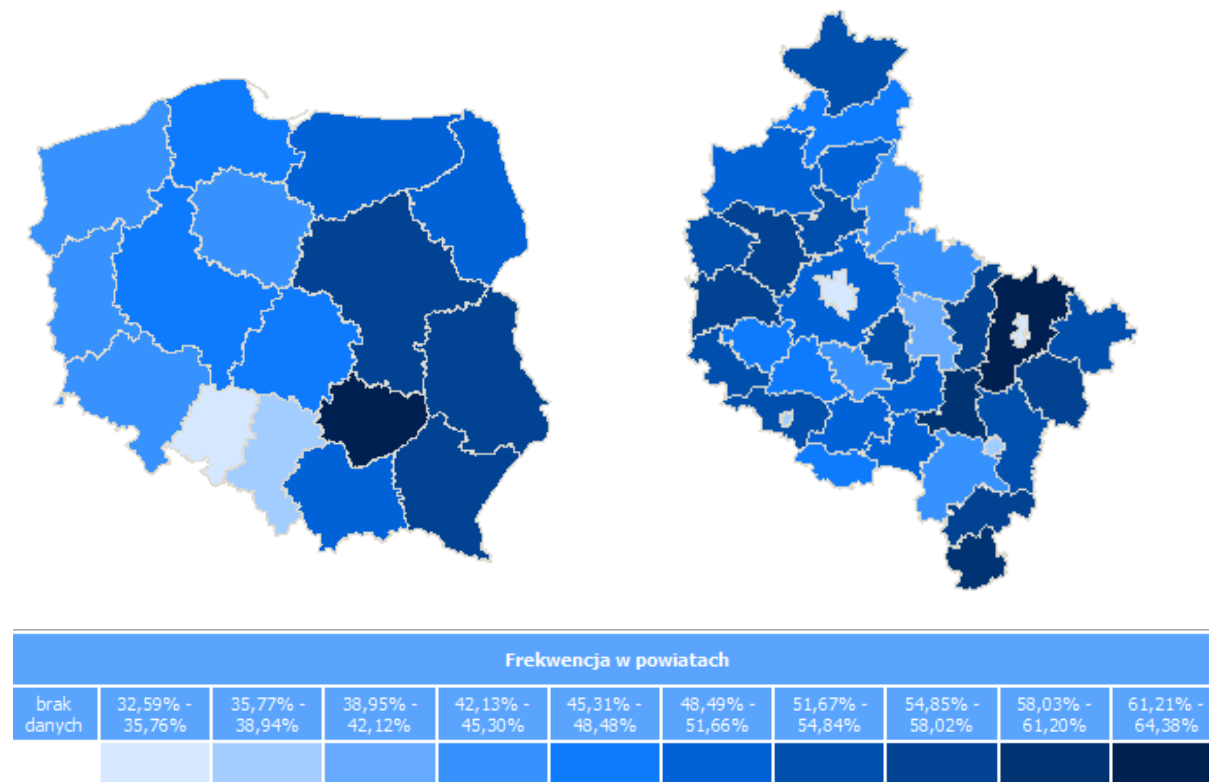 Frekwencja w powiatach
brak danych 32,59% - 35,76% 35,77% - 38,94% 38,95% - 42,12% 42,13% - 45,30% 45,31% - 48,48% 48,49% - 51,66% 51,67% - 54,84% 54,85% - 58,02% 58,03% - 61,20% 61,21% - 64,38%